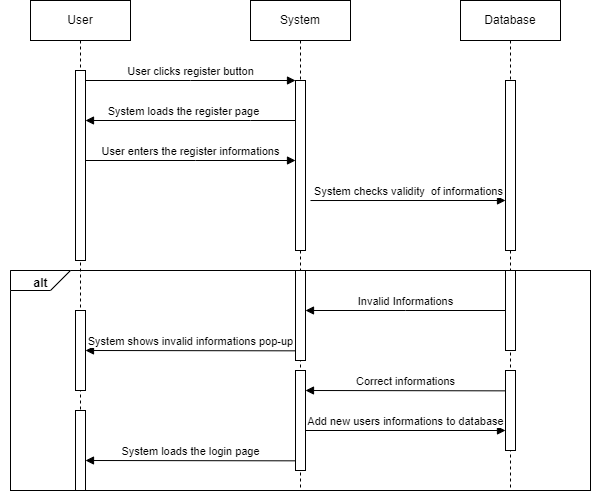 User
System
Database
User clicks register button
System loads the register page
User enters the register informations
System checks validity of informations
alt
Invalid Informations
System shows invalid informations pop-up
Correct informations
Add new users informations to database
System loads the login page